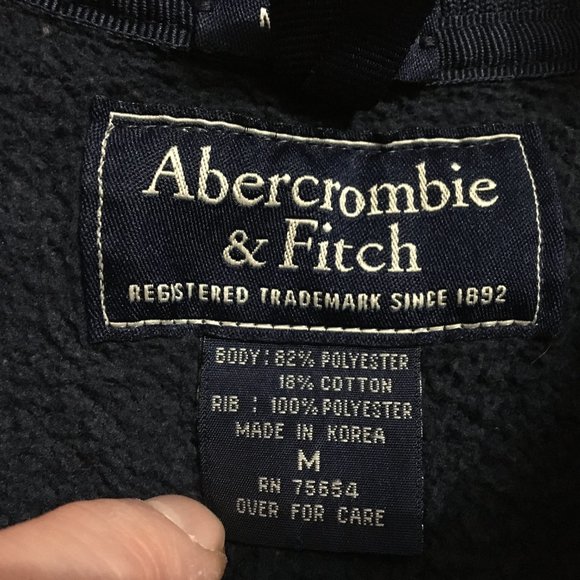 Abercrombie
& Fitch
REGISTERED TRADEMARK SINCE 1892
BODY: 82% POLYESTER
18% COTTON
RIB : 100% POLYESTER
MADE IN KOREA
M
RN 75654
OVER FOR CARE